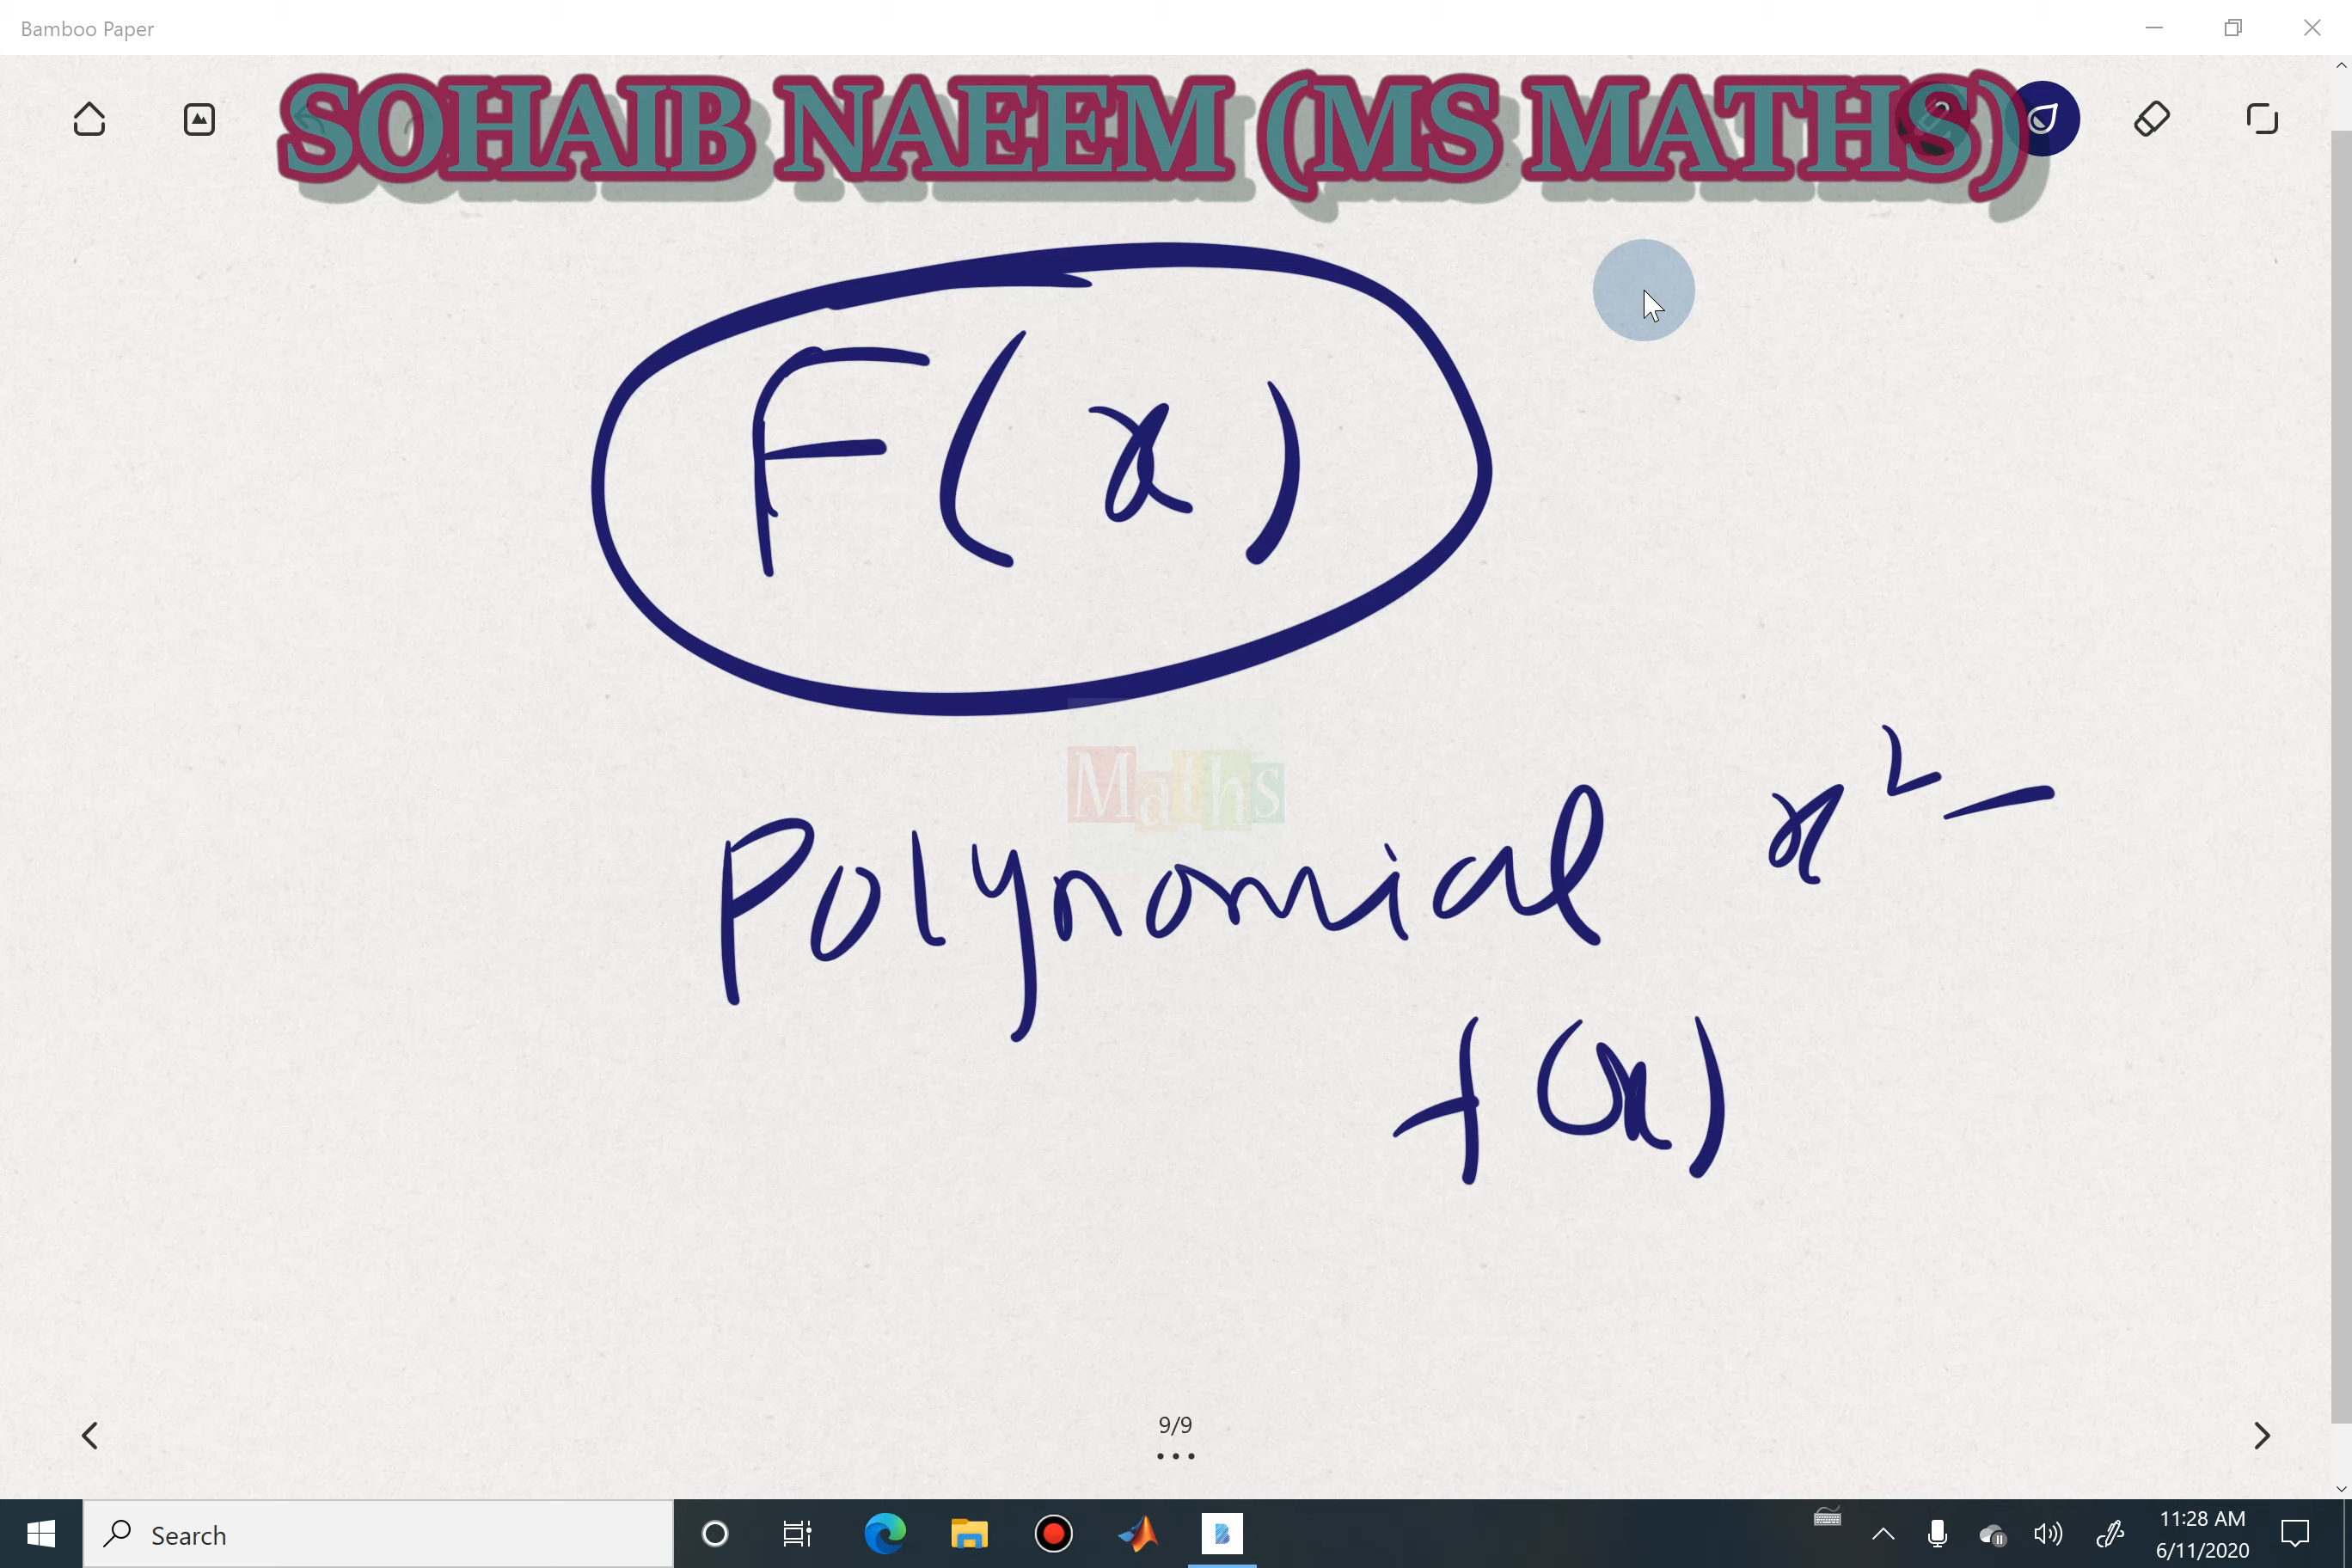 Bamboo Paper
SOHAIB NAEEM (MS MATHS)
F(x)
Maths
Polynomial x² –
f(x)
9/9
Search
11:28 AM
6/11/2020